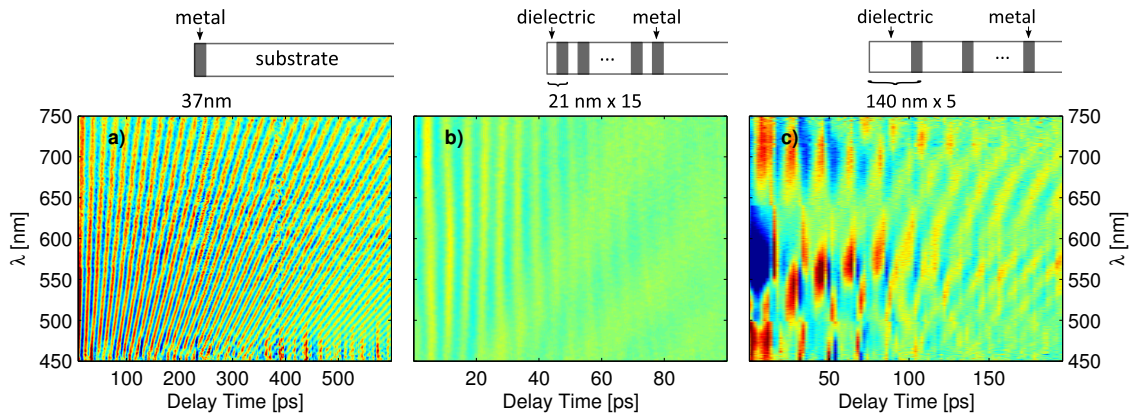 metal
dielectric metal
dielectric metal
substrate
...
...
37nm
21 nm x 15
140 nm x 5
a)
b)
c)
750
700
650
600
550
500
450
λ [nm]
100 200 300 400 500
Delay Time [ps]
20 40 60 80
Delay Time [ps]
50 100 150
Delay Time [ps]
750
700
650
600
550
500
450
λ [nm]